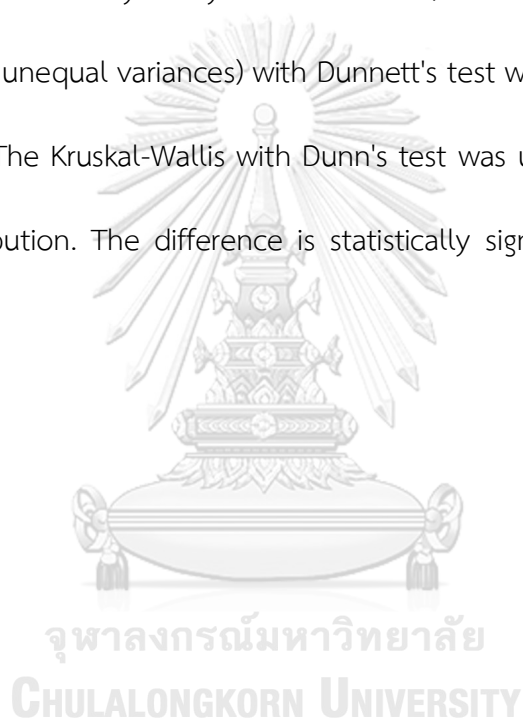 unequal variances) with Dunnett's test w
The Kruskal-Wallis with Dunn's test was u
ution. The difference is statistically sign
จุฬาลงกรณ์มหาวิทยาลัย
CHULALONGKORN UNIVERSITY